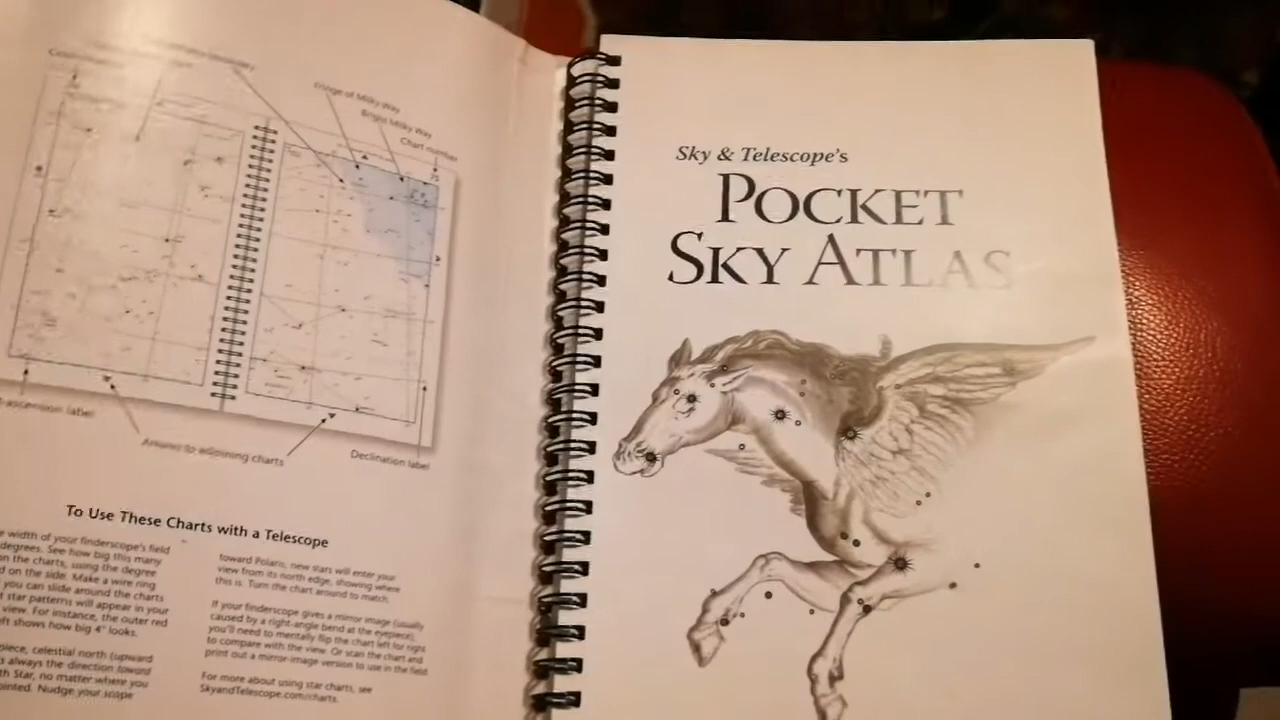 Fringe of Milky Way
Bright Milky Way
Chart number
75
-ascension label
Arrows to adjoining charts
Declination label
To Use These Charts with a Telescope
e width of your finderscope's field
degrees. See how big this many
on the charts, using the degree
d on the side. Make a wire ring
you can slide around the charts
t star patterns will appear in your
view. For instance, the outer red
eft shows how big 4° looks.
piece, celestial north (upward
s always the direction toward
th Star, no matter where you
ointed. Nudge your scope
toward Polaris, new stars will enter your
view from its north edge, showing where
this is. Turn the chart around to match.
If your finderscope gives a mirror image (usually
caused by a right-angle bend at the eyepiece),
you'll need to mentally flip the chart left for right
to compare with the view. Or scan the chart and
print out a mirror-image version to use in the field.
For more about using star charts, see
SkyandTelescope.com/charts.
Sky & Telescope's
POCKET
SKY ATLAS